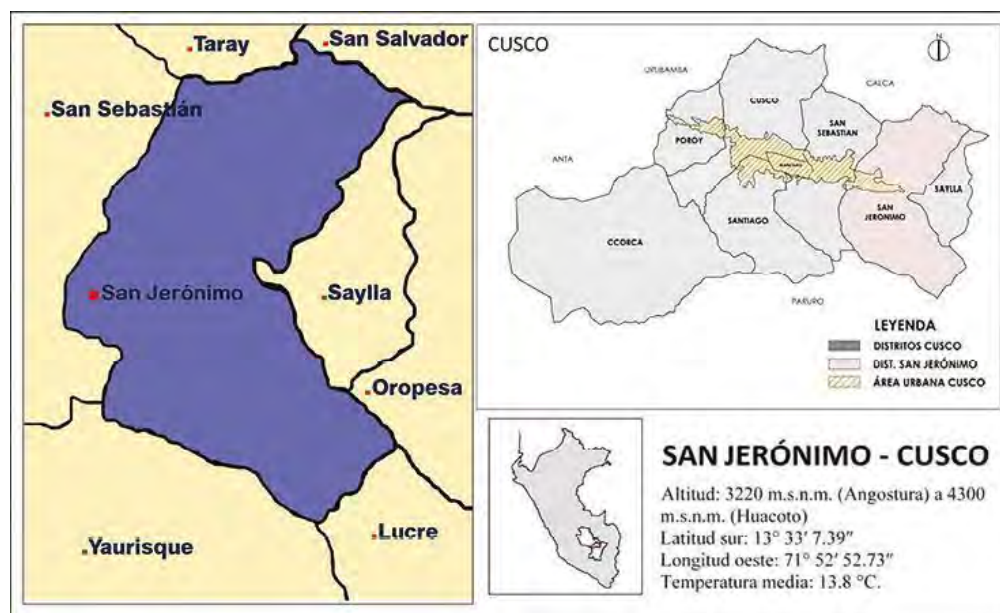 Taray
San Salvador
San Sebastián
San Jerónimo
Saylla
Oropesa
Lucre
Yaurisque
CUSCO
N
URUBAMBA
CALCA
CUSCO
SAN
SEBASTIAN
POROY
ANTA
SAYLLA
SAN
JERONIMO
SANTIAGO
CCORCA
PARURO
LEYENDA
DISTRITOS CUSCO
DIST. SAN JERÓNIMO
ÁREA URBANA CUSCO
SAN JERÓNIMO - CUSCO
Altitud: 3220 m.s.n.m. (Angostura) a 4300
m.s.n.m. (Huacoto)
Latitud sur: 13° 33′ 7.39″
Longitud oeste: 71° 52′ 52.73″
Temperatura media: 13.8 °C.